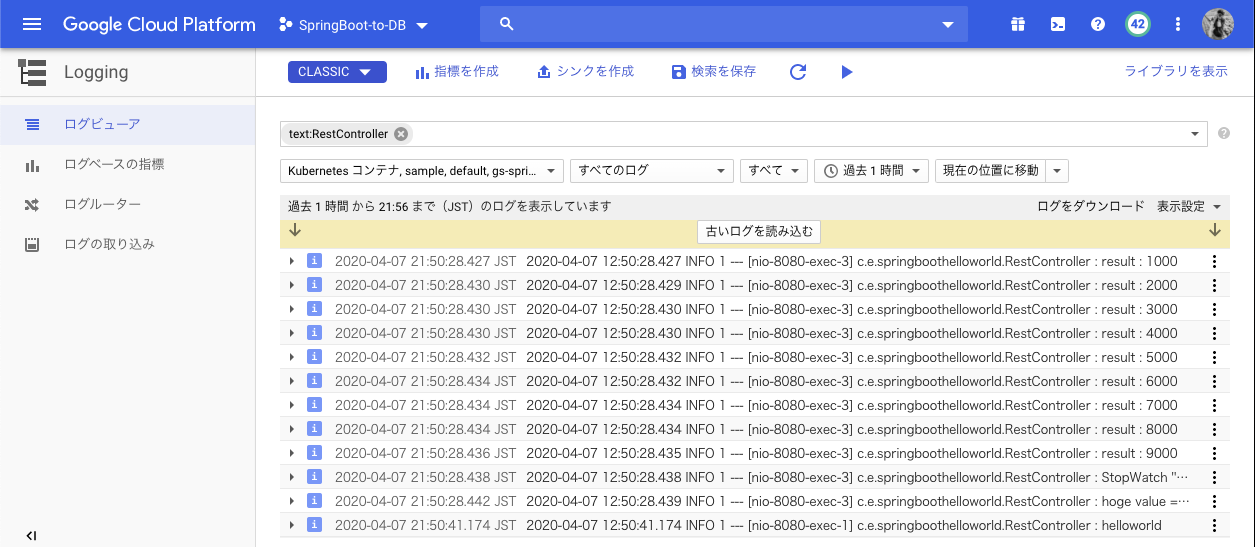 Google Cloud Platform SpringBoot-to-DB 42
Logging CLASSIC 指標を作成 シンクを作成 検索を保存 ライブラリを表示
ログビューア
ログベースの指標
ログルーター
ログの取り込み
text:RestController
Kubernetes コンテナ, sample, default, gs-spri... すべてのログ すべて 過去 1 時間 現在の位置に移動
過去 1 時間 から 21:56 まで（JST）のログを表示しています ログをダウンロード 表示設定
古いログを読み込む
i 2020-04-07 21:50:28.427 JST 2020-04-07 12:50:28.427 INFO 1 --- [nio-8080-exec-3] c.e.springboothelloworld.RestController : result : 1000
i 2020-04-07 21:50:28.430 JST 2020-04-07 12:50:28.429 INFO 1 --- [nio-8080-exec-3] c.e.springboothelloworld.RestController : result : 2000
i 2020-04-07 21:50:28.430 JST 2020-04-07 12:50:28.430 INFO 1 --- [nio-8080-exec-3] c.e.springboothelloworld.RestController : result : 3000
i 2020-04-07 21:50:28.430 JST 2020-04-07 12:50:28.430 INFO 1 --- [nio-8080-exec-3] c.e.springboothelloworld.RestController : result : 4000
i 2020-04-07 21:50:28.432 JST 2020-04-07 12:50:28.432 INFO 1 --- [nio-8080-exec-3] c.e.springboothelloworld.RestController : result : 5000
i 2020-04-07 21:50:28.434 JST 2020-04-07 12:50:28.432 INFO 1 --- [nio-8080-exec-3] c.e.springboothelloworld.RestController : result : 6000
i 2020-04-07 21:50:28.434 JST 2020-04-07 12:50:28.434 INFO 1 --- [nio-8080-exec-3] c.e.springboothelloworld.RestController : result : 7000
i 2020-04-07 21:50:28.434 JST 2020-04-07 12:50:28.434 INFO 1 --- [nio-8080-exec-3] c.e.springboothelloworld.RestController : result : 8000
i 2020-04-07 21:50:28.436 JST 2020-04-07 12:50:28.435 INFO 1 --- [nio-8080-exec-3] c.e.springboothelloworld.RestController : result : 9000
i 2020-04-07 21:50:28.438 JST 2020-04-07 12:50:28.438 INFO 1 --- [nio-8080-exec-3] c.e.springboothelloworld.RestController : StopWatch "…
i 2020-04-07 21:50:28.442 JST 2020-04-07 12:50:28.439 INFO 1 --- [nio-8080-exec-3] c.e.springboothelloworld.RestController : hoge value =…
i 2020-04-07 21:50:41.174 JST 2020-04-07 12:50:41.174 INFO 1 --- [nio-8080-exec-1] c.e.springboothelloworld.RestController : helloworld